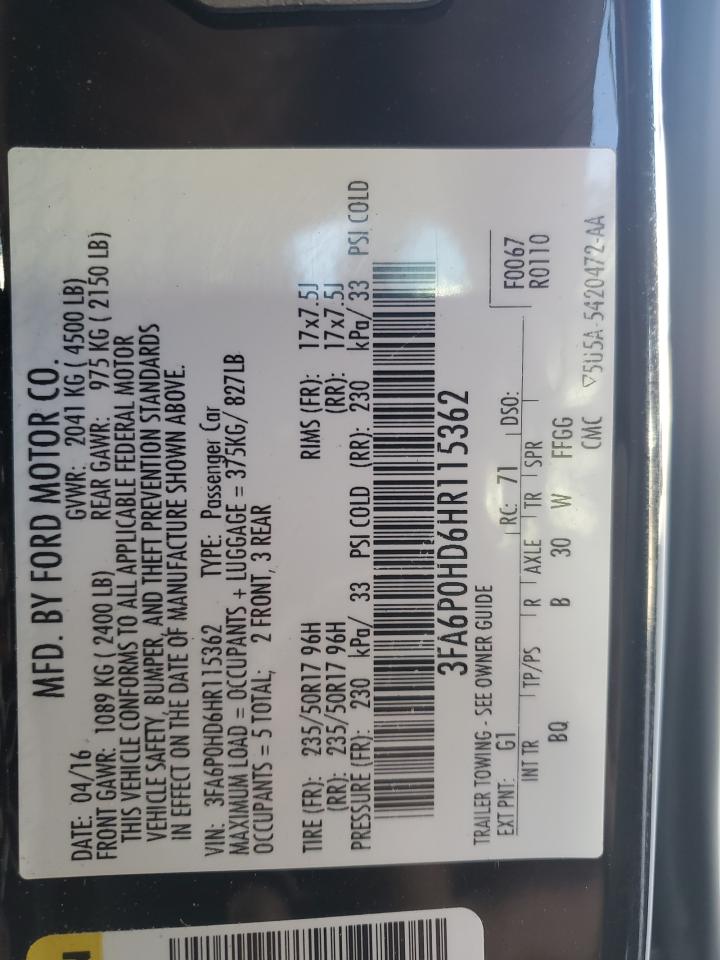 MFD. BY FORD MOTOR CO.
DATE: 04/16 GVWR: 2041 KG ( 4500 LB)
FRONT GAWR: 1089 KG (2400 LB) REAR GAWR: 975 KG ( 2150 LB)
THIS VEHICLE CONFORMS TO ALL APPLICABLE FEDERAL MOTOR
VEHICLE SAFETY, BUMPER, AND THEFT PREVENTION STANDARDS
IN EFFECT ON THE DATE OF MANUFACTURE SHOWN ABOVE.
VIN: 3FA6P0HD6HR115362 TYPE: Passenger Car
MAXIMUM LOAD = OCCUPANTS + LUGGAGE = 375KG/ 827LB
OCCUPANTS = 5 TOTAL; 2 FRONT, 3 REAR
TIRE (FR): 235/50R17 96H RIMS (FR): 17x7.5J
(RR): 235/50R17 96H (RR): 17x7.5J
PRESSURE (FR): 230 kPa/ 33 PSI COLD (RR): 230 kPa/ 33 PSI COLD
3FA6P0HD6HR115362
TRAILER TOWING - SEE OWNER GUIDE
EXT PNT: G1 RC: 71 DSO: F0067
R0110
INT TR TP/PS R AXLE TR SPR
BQ B 30 W FFGG
CMC ▽5U5A-5420472-AA